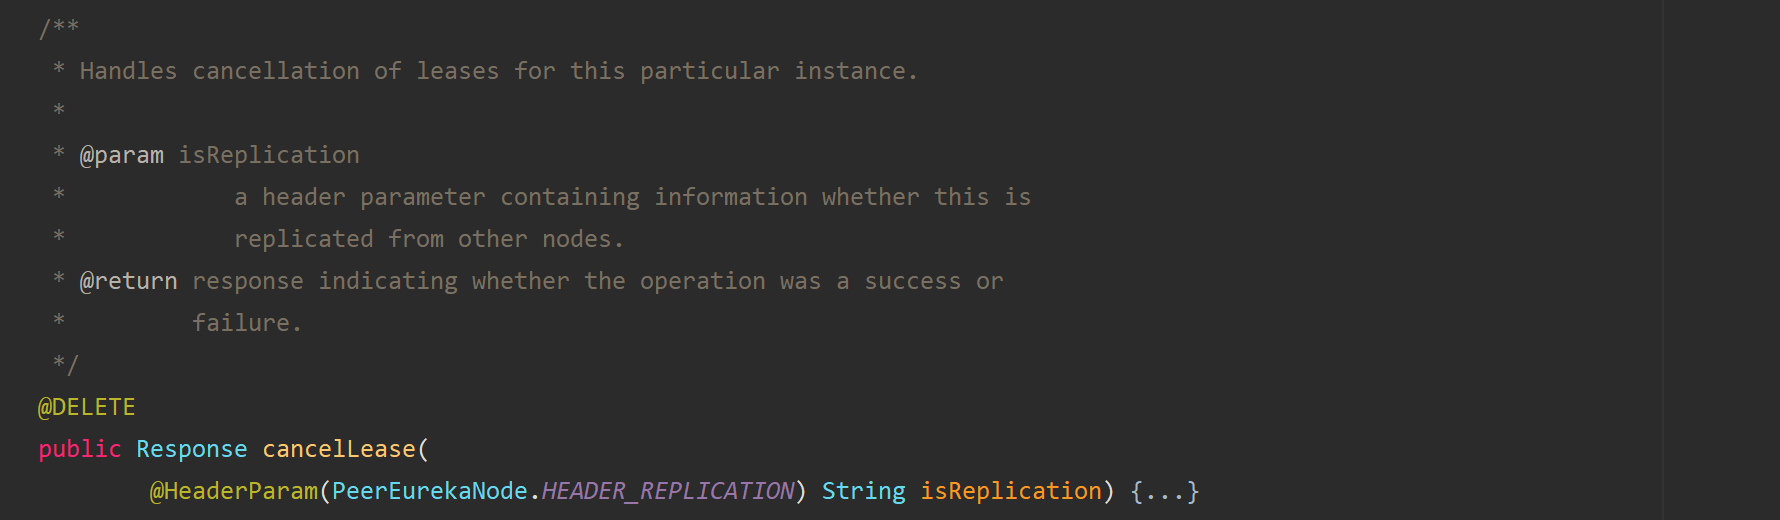 /**
 * Handles cancellation of leases for this particular instance.
 *
 * @param isReplication
 *            a header parameter containing information whether this is
 *            replicated from other nodes.
 * @return response indicating whether the operation was a success or
 *         failure.
 */
@DELETE
public Response cancelLease(
        @HeaderParam(PeerEurekaNode.HEADER_REPLICATION) String isReplication) {...}